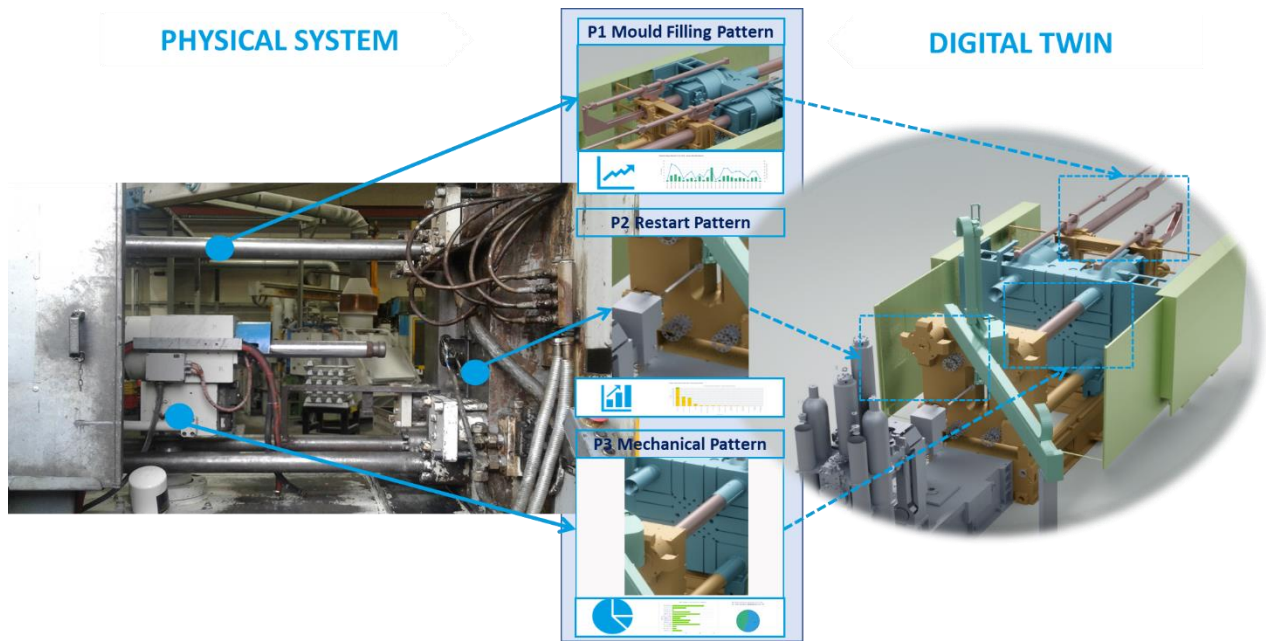 PHYSICAL SYSTEM
P1 Mould Filling Pattern
DIGITAL TWIN
P2 Restart Pattern
P3 Mechanical Pattern